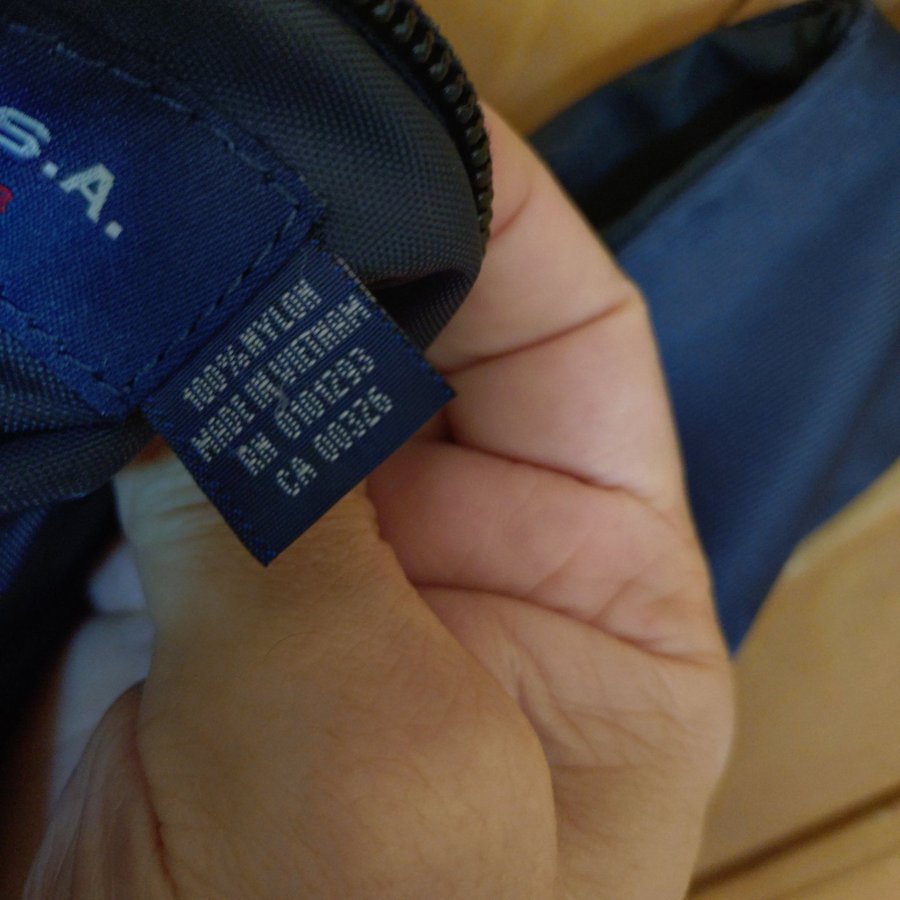 S.A.
100% NYLON
MADE IN VIETNAM
RN 0101293
CA 00326